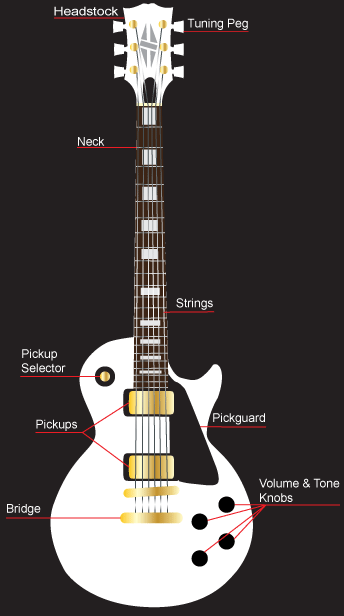 Headstock
Tuning Peg
Neck
Strings
Pickup
Selector
Pickguard
Pickups
Volume & Tone
Knobs
Bridge